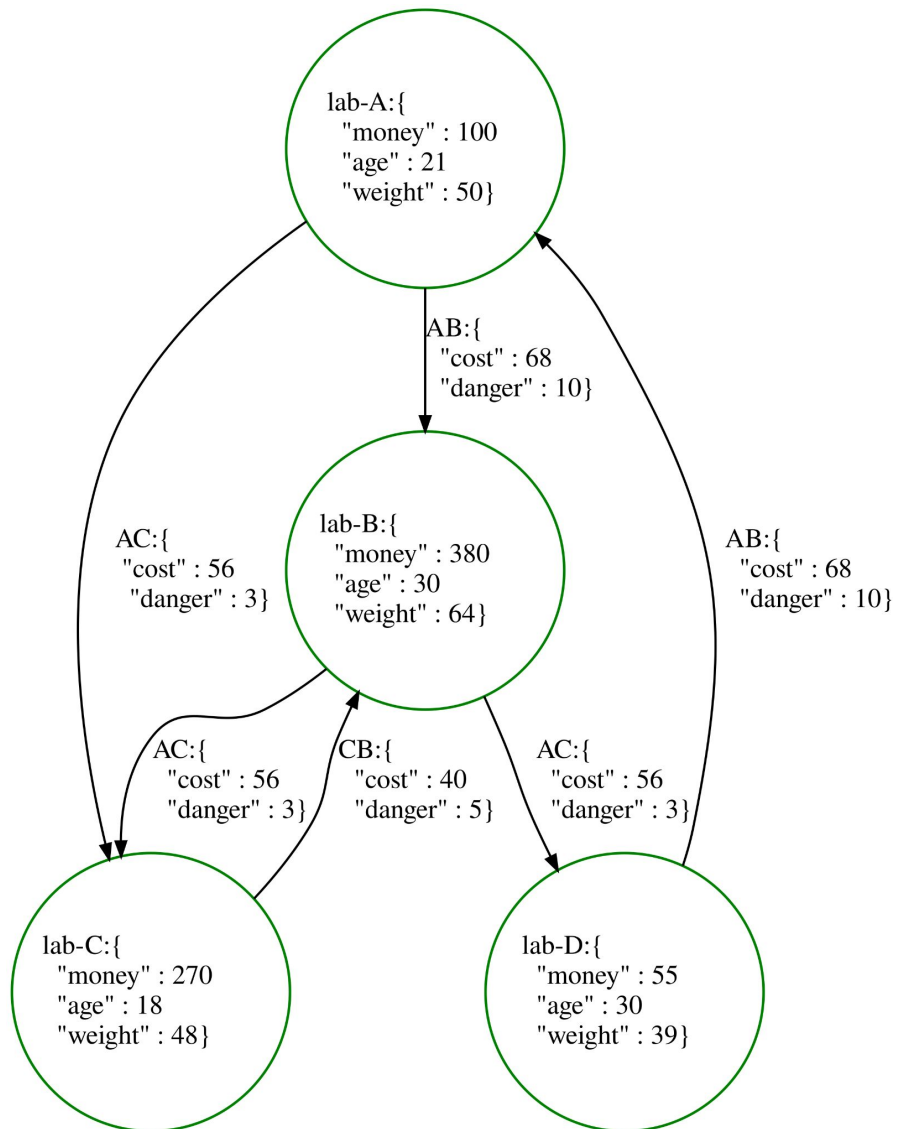 lab-A:{
"money" : 100
"age" : 21
"weight" : 50}
AB:{
"cost" : 68
"danger" : 10}
AC:{
"cost" : 56
"danger" : 3}
lab-B:{
"money" : 380
"age" : 30
"weight" : 64}
AB:{
"cost" : 68
"danger" : 10}
AC:{
"cost" : 56
"danger" : 3}
CB:{
"cost" : 40
"danger" : 5}
AC:{
"cost" : 56
"danger" : 3}
lab-C:{
"money" : 270
"age" : 18
"weight" : 48}
lab-D:{
"money" : 55
"age" : 30
"weight" : 39}